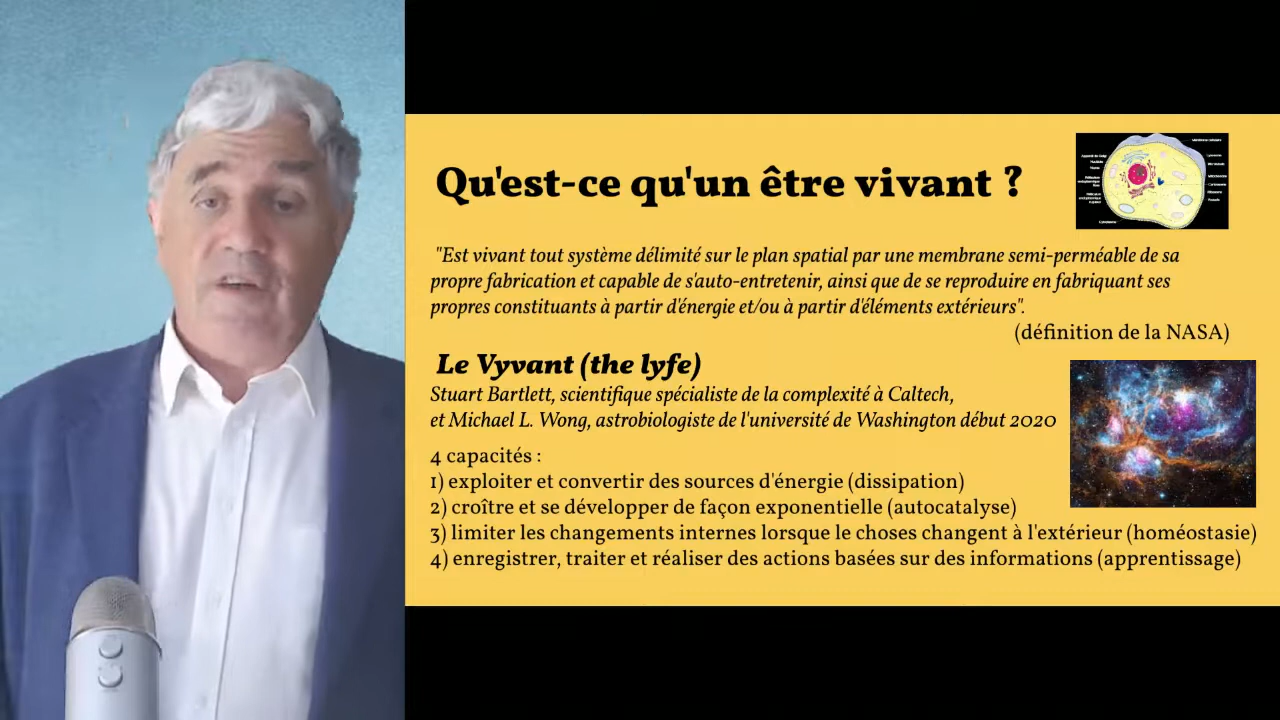 Qu'est-ce qu'un être vivant ?
"Est vivant tout système délimité sur le plan spatial par une membrane semi-perméable de sa
propre fabrication et capable de s'auto-entretenir, ainsi que de se reproduire en fabriquant ses
propres constituants à partir d'énergie et/ou à partir d'éléments extérieurs".
(définition de la NASA)
Le Vyvant (the lyfe)
Stuart Bartlett, scientifique spécialiste de la complexité à Caltech,
et Michael L. Wong, astrobiologiste de l'université de Washington début 2020
4 capacités :
1) exploiter et convertir des sources d'énergie (dissipation)
2) croître et se développer de façon exponentielle (autocatalyse)
3) limiter les changements internes lorsque le choses changent à l'extérieur (homéostasie)
4) enregistrer, traiter et réaliser des actions basées sur des informations (apprentissage)